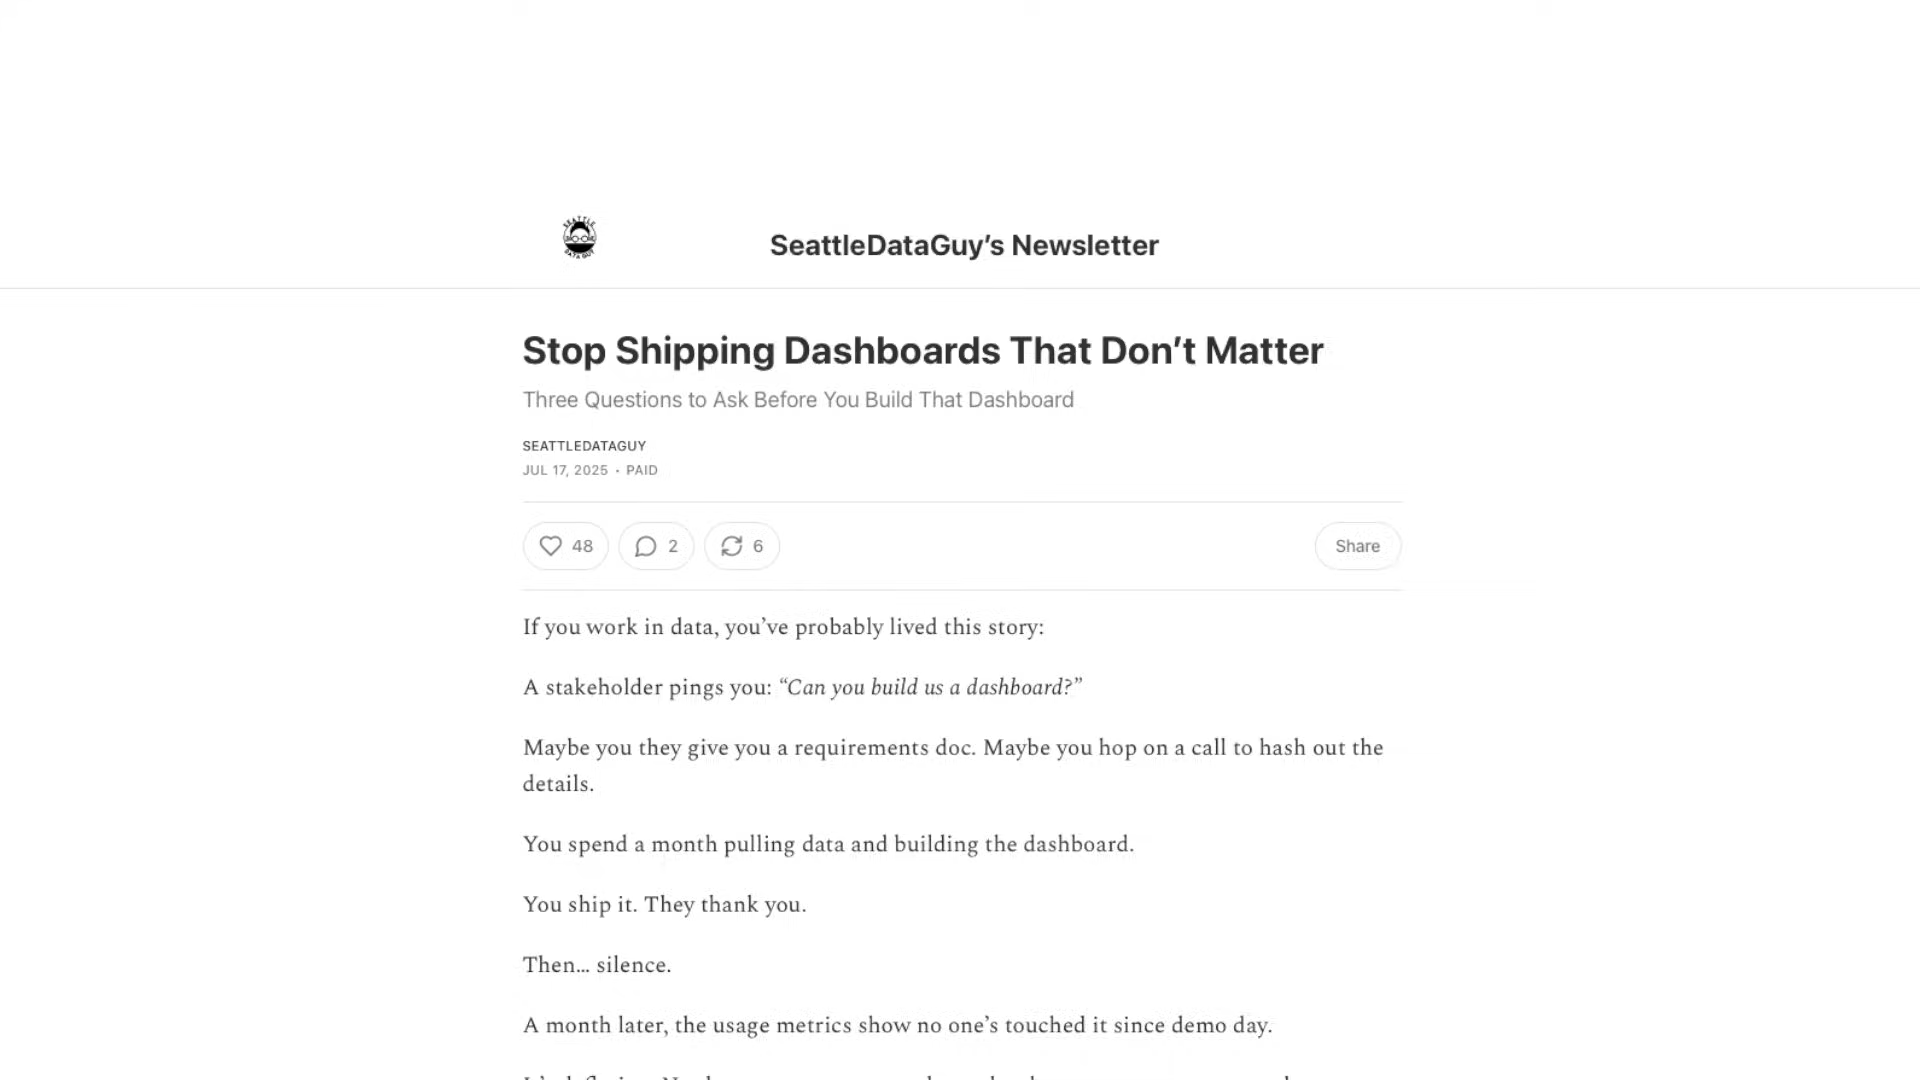 SEATTLE
DATA GUY
SeattleDataGuy’s Newsletter
Stop Shipping Dashboards That Don’t Matter
Three Questions to Ask Before You Build That Dashboard
SEATTLEDATAGUY
JUL 17, 2025 • PAID
48 2 6 Share
If you work in data, you’ve probably lived this story:
A stakeholder pings you: “Can you build us a dashboard?”
Maybe you they give you a requirements doc. Maybe you hop on a call to hash out the
details.
You spend a month pulling data and building the dashboard.
You ship it. They thank you.
Then… silence.
A month later, the usage metrics show no one’s touched it since demo day.